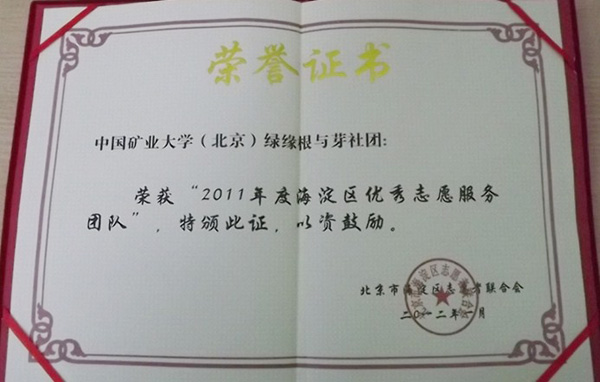 荣誉证书
中国矿业大学（北京）绿缘根与芽社团:
荣获“2011年度海淀区优秀志愿服务
团队”，特颁此证，以资鼓励。
北京市海淀区志愿者联合会
二〇一二年一月